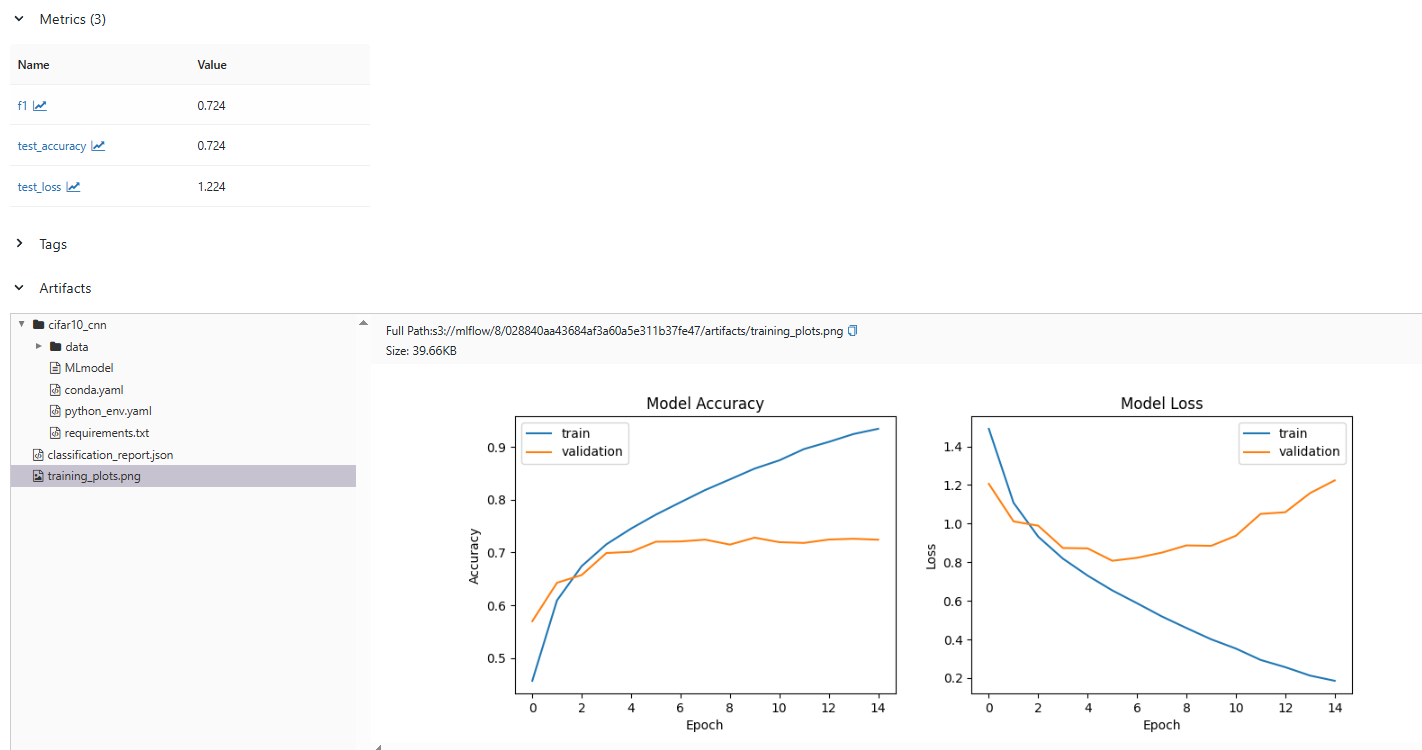 Metrics (3)
Name Value
f1 0.724
test_accuracy 0.724
test_loss 1.224
Tags
Artifacts
cifar10_cnn
data
MLmodel
conda.yaml
python_env.yaml
requirements.txt
classification_report.json
training_plots.png
Full Path:s3://mlflow/8/028840aa43684af3a60a5e311b37fe47/artifacts/training_plots.png
Size: 39.66KB
Model Accuracy
train
validation
0.9
0.8
0.7
0.6
0.5
Accuracy
0 2 4 6 8 10 12 14
Epoch
Model Loss
train
validation
1.4
1.2
1.0
0.8
0.6
0.4
0.2
Loss
0 2 4 6 8 10 12 14
Epoch